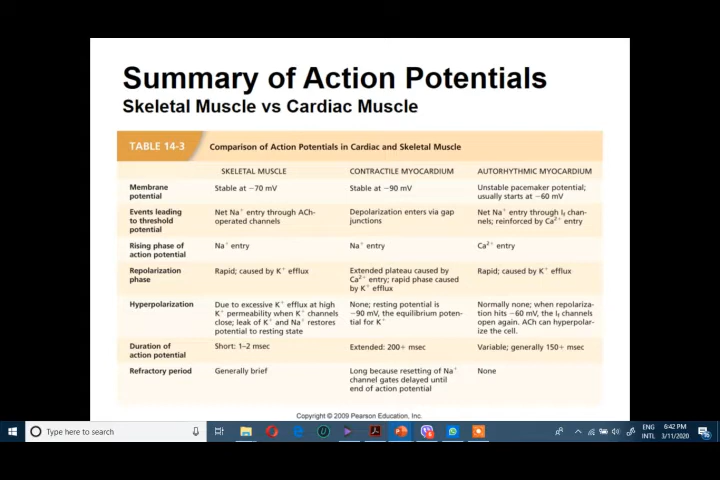 Summary of Action Potentials
Skeletal Muscle vs Cardiac Muscle
TABLE 14-3 Comparison of Action Potentials in Cardiac and Skeletal Muscle
SKELETAL MUSCLE CONTRACTILE MYOCARDIUM AUTORHYTHMIC MYOCARDIUM
Membrane Stable at −70 mV Stable at −90 mV Unstable pacemaker potential;
potential usually starts at −60 mV
Events leading Net Na⁺ entry through ACh- Depolarization enters via gap Net Na⁺ entry through If chan-
to threshold operated channels junctions nels; reinforced by Ca²⁺ entry
potential
Rising phase of Na⁺ entry Na⁺ entry Ca²⁺ entry
action potential
Repolarization Rapid; caused by K⁺ efflux Extended plateau caused by Rapid; caused by K⁺ efflux
phase Ca²⁺ entry; rapid phase caused
by K⁺ efflux
Hyperpolarization Due to excessive K⁺ efflux at high None; resting potential is Normally none; when repolariza-
K⁺ permeability when K⁺ channels −90 mV, the equilibrium poten- tion hits −60 mV, the If channels
close; leak of K⁺ and Na⁺ restores tial for K⁺ open again. ACh can hyperpolar-
potential to resting state ize the cell.
Duration of Short: 1–2 msec Extended: 200+ msec Variable; generally 150+ msec
action potential
Refractory period Generally brief Long because resetting of Na⁺ None
channel gates delayed until
end of action potential
Copyright © 2009 Pearson Education, Inc.
Type here to search
ENG 6:42 PM
INTL 3/11/2020